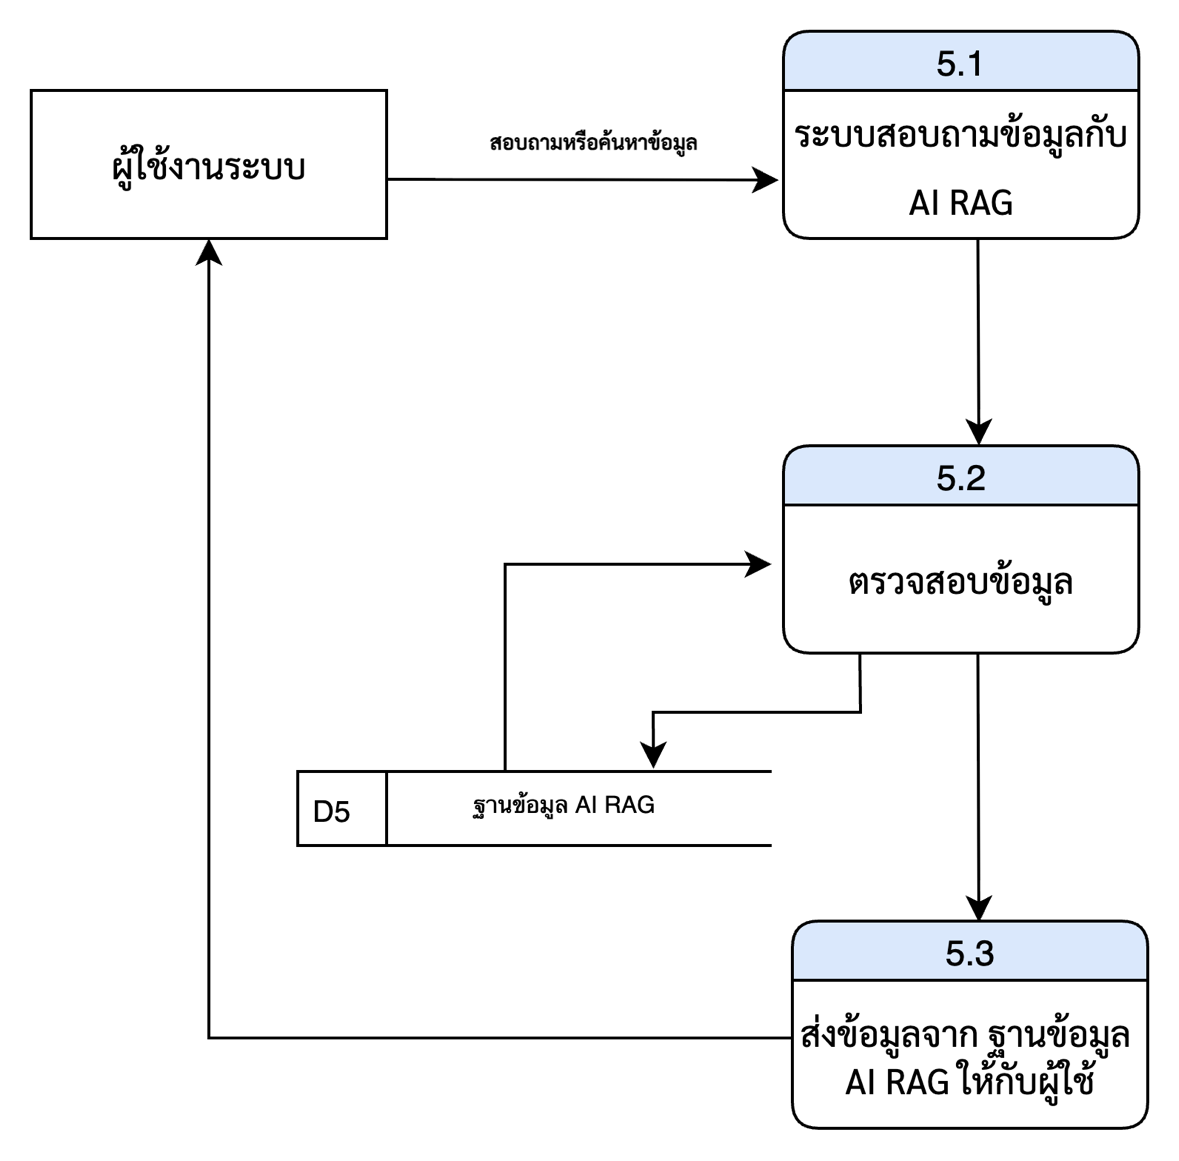 5.1
ผู้ใช้งานระบบ
สอบถามหรือค้นหาข้อมูล
ระบบสอบถามข้อมูลกับ
AI RAG
5.2
ตรวจสอบข้อมูล
D5
ฐานข้อมูล AI RAG
5.3
ส่งข้อมูลจาก ฐานข้อมูล
AI RAG ให้กับผู้ใช้